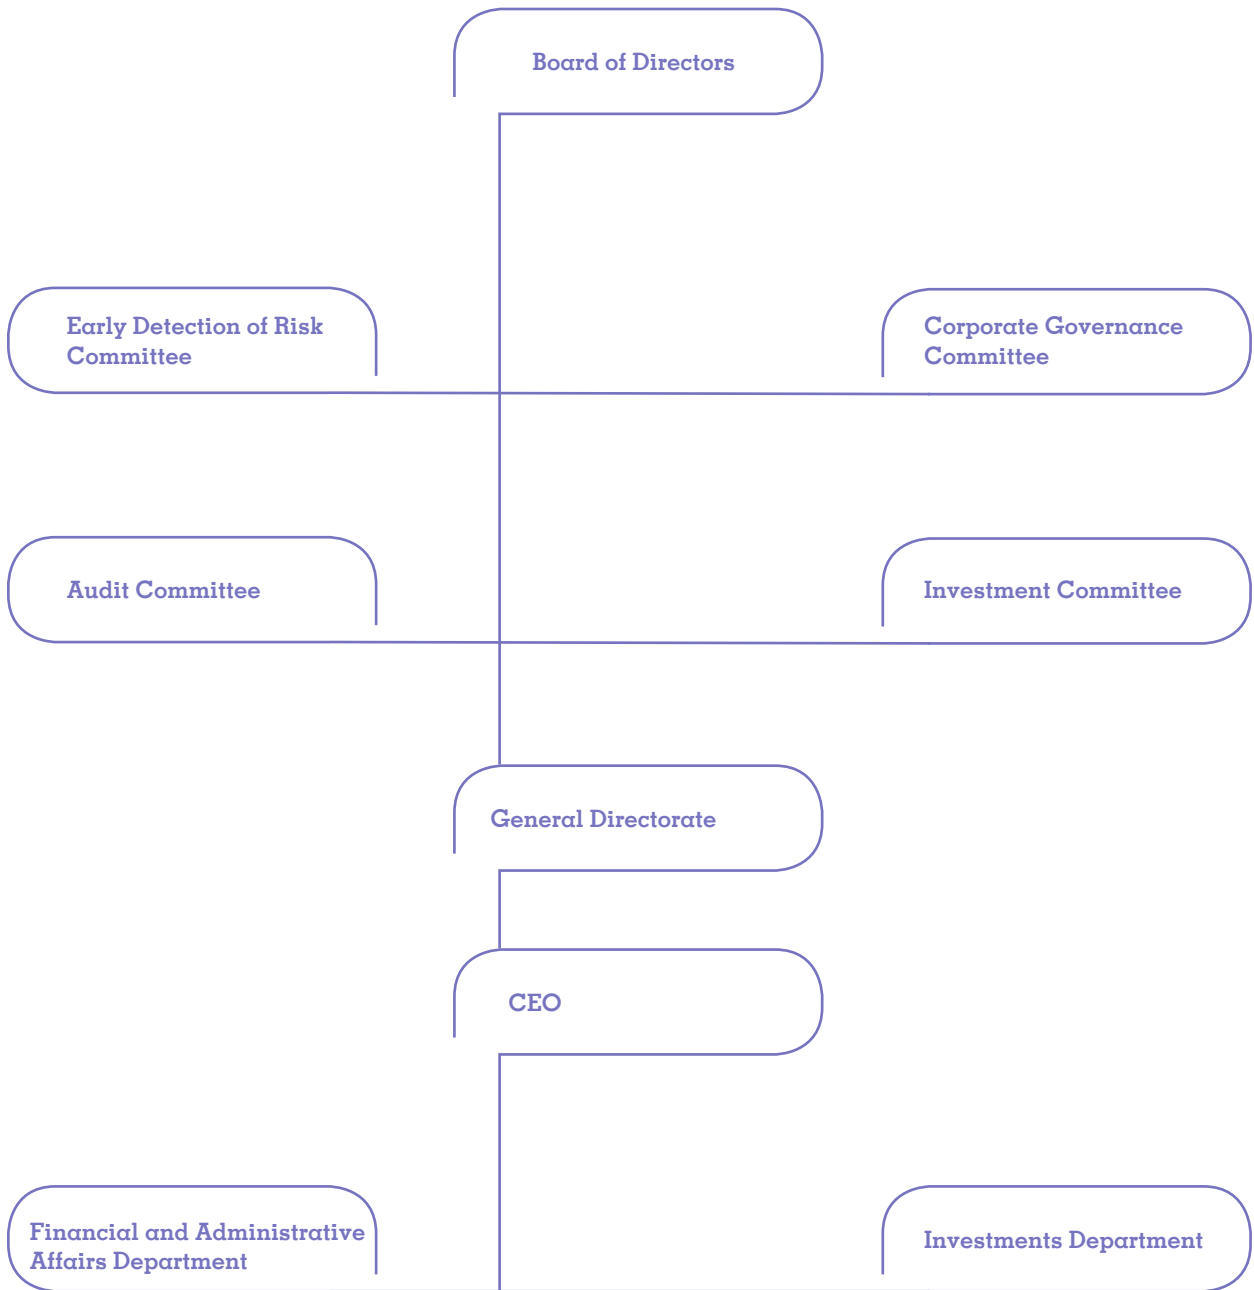 Board of Directors
Early Detection of Risk
Committee
Corporate Governance
Committee
Audit Committee
Investment Committee
General Directorate
CEO
Financial and Administrative
Affairs Department
Investments Department